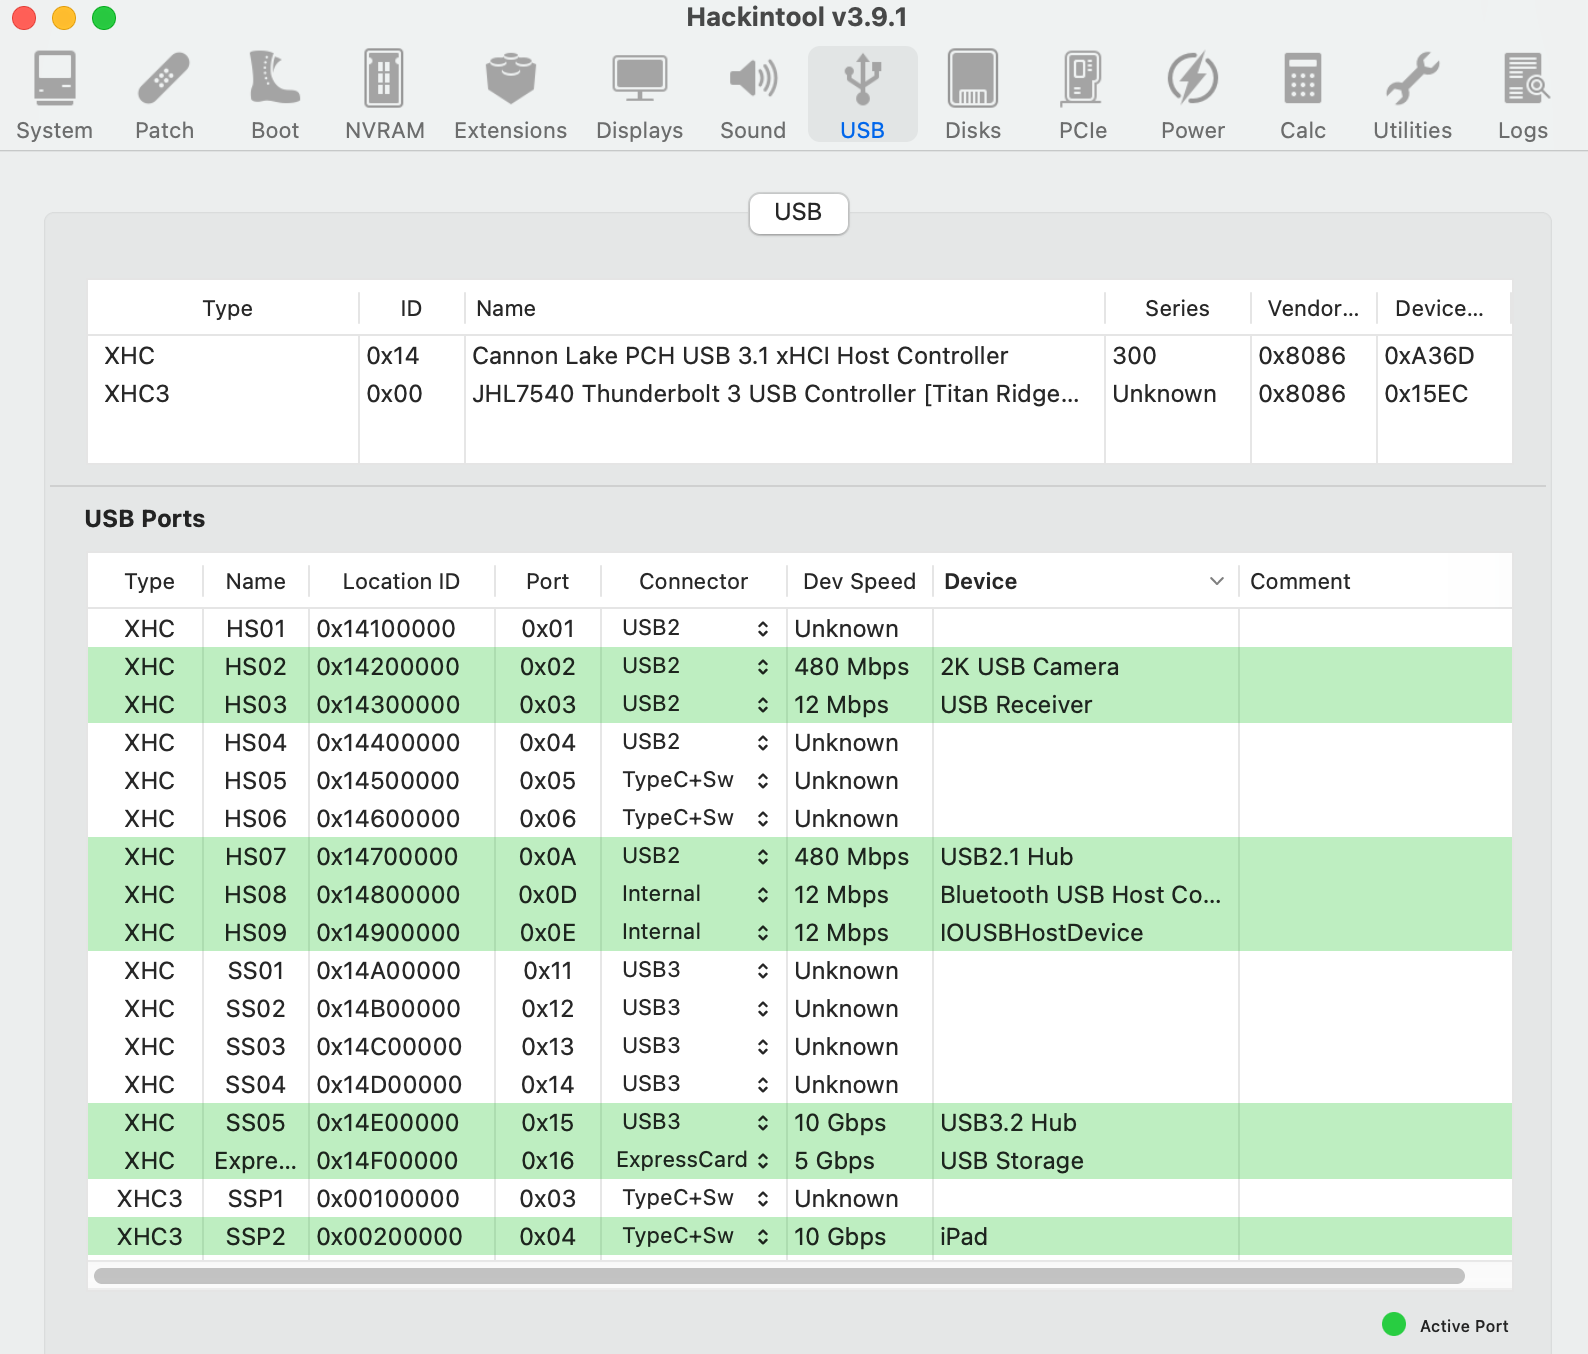 Hackintool v3.9.1
System Patch Boot NVRAM Extensions Displays Sound USB Disks PCIe Power Calc Utilities Logs
USB
Type ID Name Series Vendor... Device...
XHC 0x14 Cannon Lake PCH USB 3.1 xHCI Host Controller 300 0x8086 0xA36D
XHC3 0x00 JHL7540 Thunderbolt 3 USB Controller [Titan Ridge... Unknown 0x8086 0x15EC
USB Ports
Type Name Location ID Port Connector Dev Speed Device Comment
XHC HS01 0x14100000 0x01 USB2 Unknown
XHC HS02 0x14200000 0x02 USB2 480 Mbps 2K USB Camera
XHC HS03 0x14300000 0x03 USB2 12 Mbps USB Receiver
XHC HS04 0x14400000 0x04 USB2 Unknown
XHC HS05 0x14500000 0x05 TypeC+Sw Unknown
XHC HS06 0x14600000 0x06 TypeC+Sw Unknown
XHC HS07 0x14700000 0x0A USB2 480 Mbps USB2.1 Hub
XHC HS08 0x14800000 0x0D Internal 12 Mbps Bluetooth USB Host Co...
XHC HS09 0x14900000 0x0E Internal 12 Mbps IOUSBHostDevice
XHC SS01 0x14A00000 0x11 USB3 Unknown
XHC SS02 0x14B00000 0x12 USB3 Unknown
XHC SS03 0x14C00000 0x13 USB3 Unknown
XHC SS04 0x14D00000 0x14 USB3 Unknown
XHC SS05 0x14E00000 0x15 USB3 10 Gbps USB3.2 Hub
XHC Expre... 0x14F00000 0x16 ExpressCard 5 Gbps USB Storage
XHC3 SSP1 0x00100000 0x03 TypeC+Sw Unknown
XHC3 SSP2 0x00200000 0x04 TypeC+Sw 10 Gbps iPad
Active Port